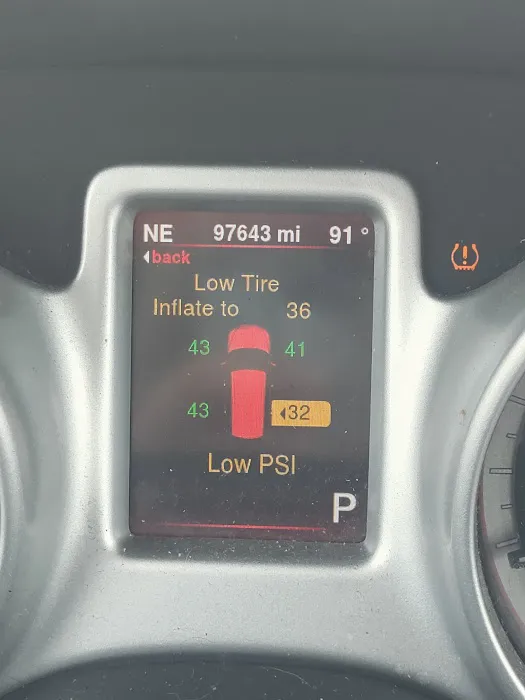 NE 97643 mi 91 °
back
Low Tire
Inflate to 36
43 41
43 32
Low PSI
P